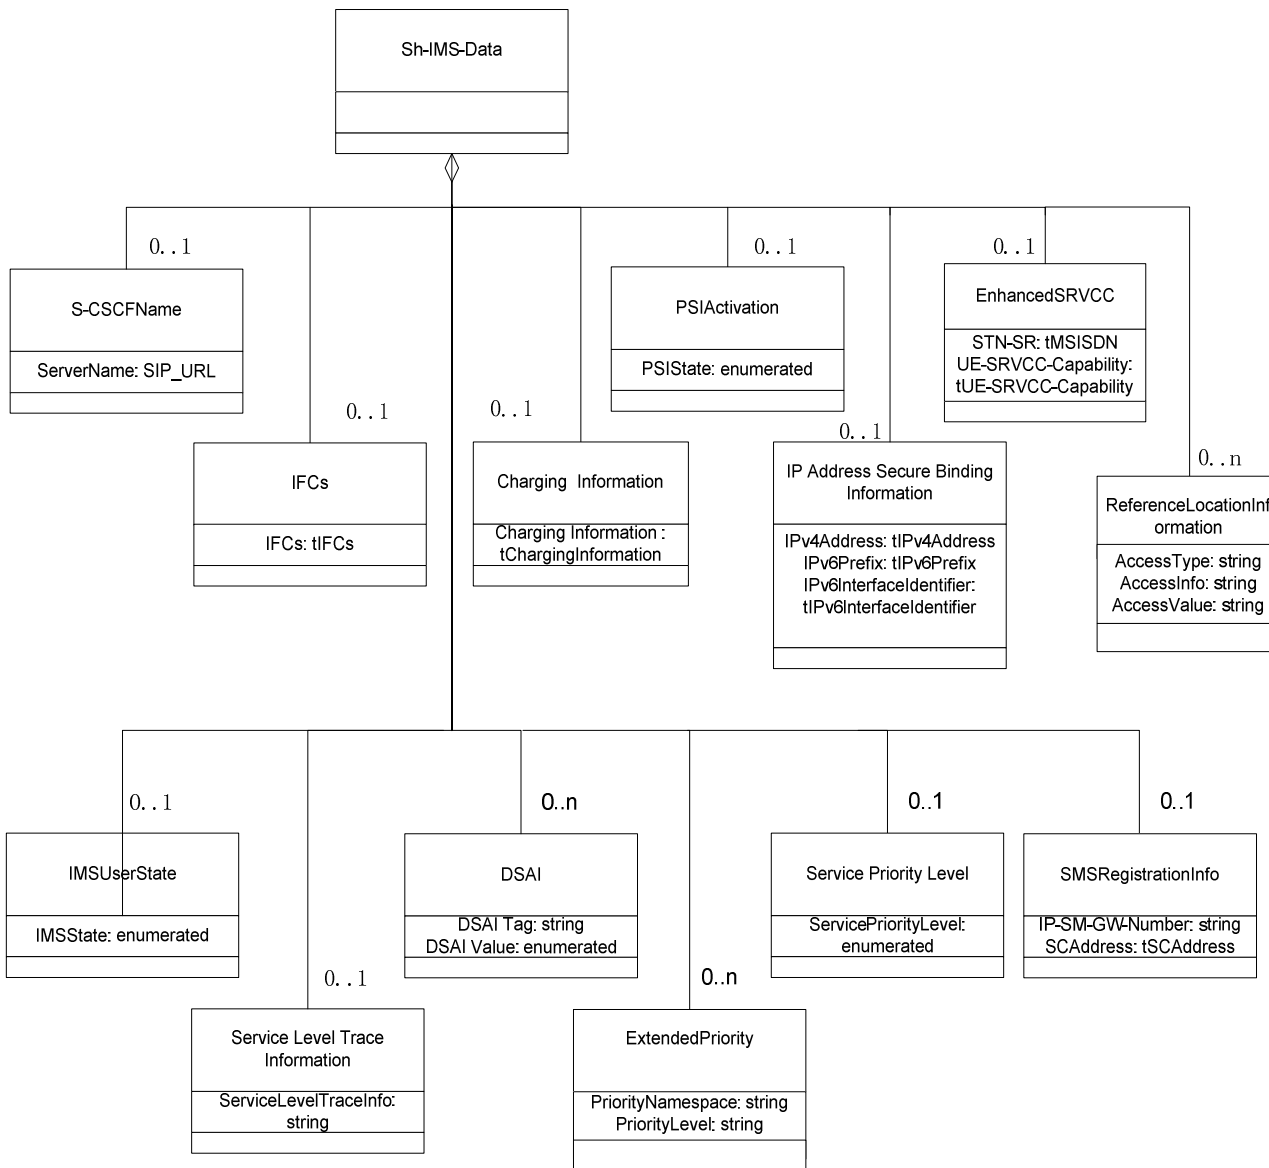 Sh-IMS-Data
0..1
S-CSCFName
ServerName: SIP_URL
0..1
IFCs
IFCs: tIFCs
0..1
Charging Information
Charging Information :
tChargingInformation
0..1
PSIActivation
PSIState: enumerated
0..1
IP Address Secure Binding
Information
IPv4Address: tIPv4Address
IPv6Prefix: tIPv6Prefix
IPv6InterfaceIdentifier:
tIPv6InterfaceIdentifier
0..1
EnhancedSRVCC
STN-SR: tMSISDN
UE-SRVCC-Capability:
tUE-SRVCC-Capability
0..n
ReferenceLocationInf
ormation
AccessType: string
AccessInfo: string
AccessValue: string
0..1
IMSUserState
IMSState: enumerated
0..1
Service Level Trace
Information
ServiceLevelTraceInfo:
string
0..n
DSAI
DSAI Tag: string
DSAI Value: enumerated
0..n
ExtendedPriority
PriorityNamespace: string
PriorityLevel: string
0..1
Service Priority Level
ServicePriorityLevel:
enumerated
0..1
SMSRegistrationInfo
IP-SM-GW-Number: string
SCAddress: tSCAddress